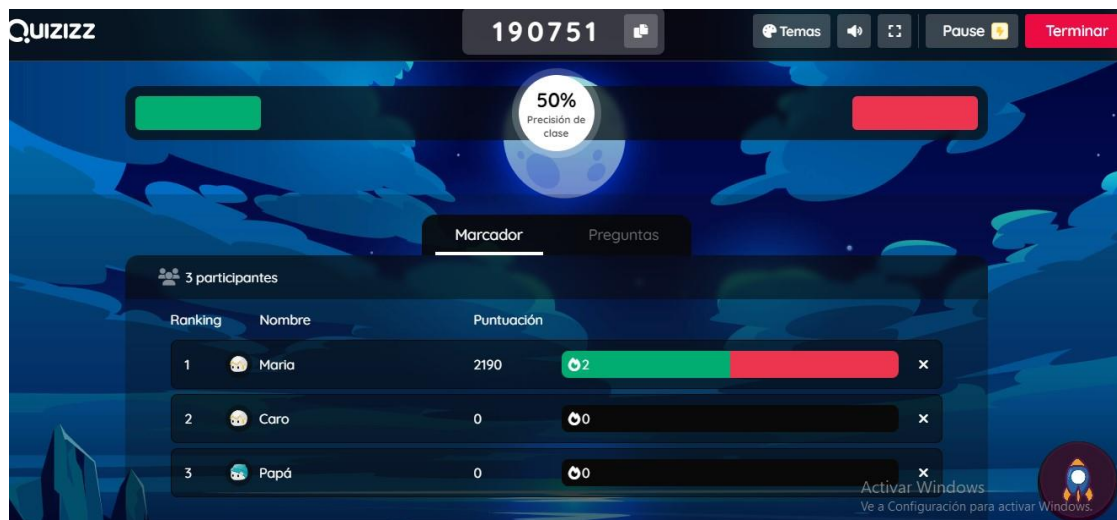 QUIZIZZ 190751 Temas Pause Terminar
50%
Precisión de
clase
Marcador Preguntas
3 participantes
Ranking Nombre Puntuación
1 Maria 2190 2
2 Caro 0 0
3 Papá 0 0
Activar Windows
Ve a Configuración para activar Windows.